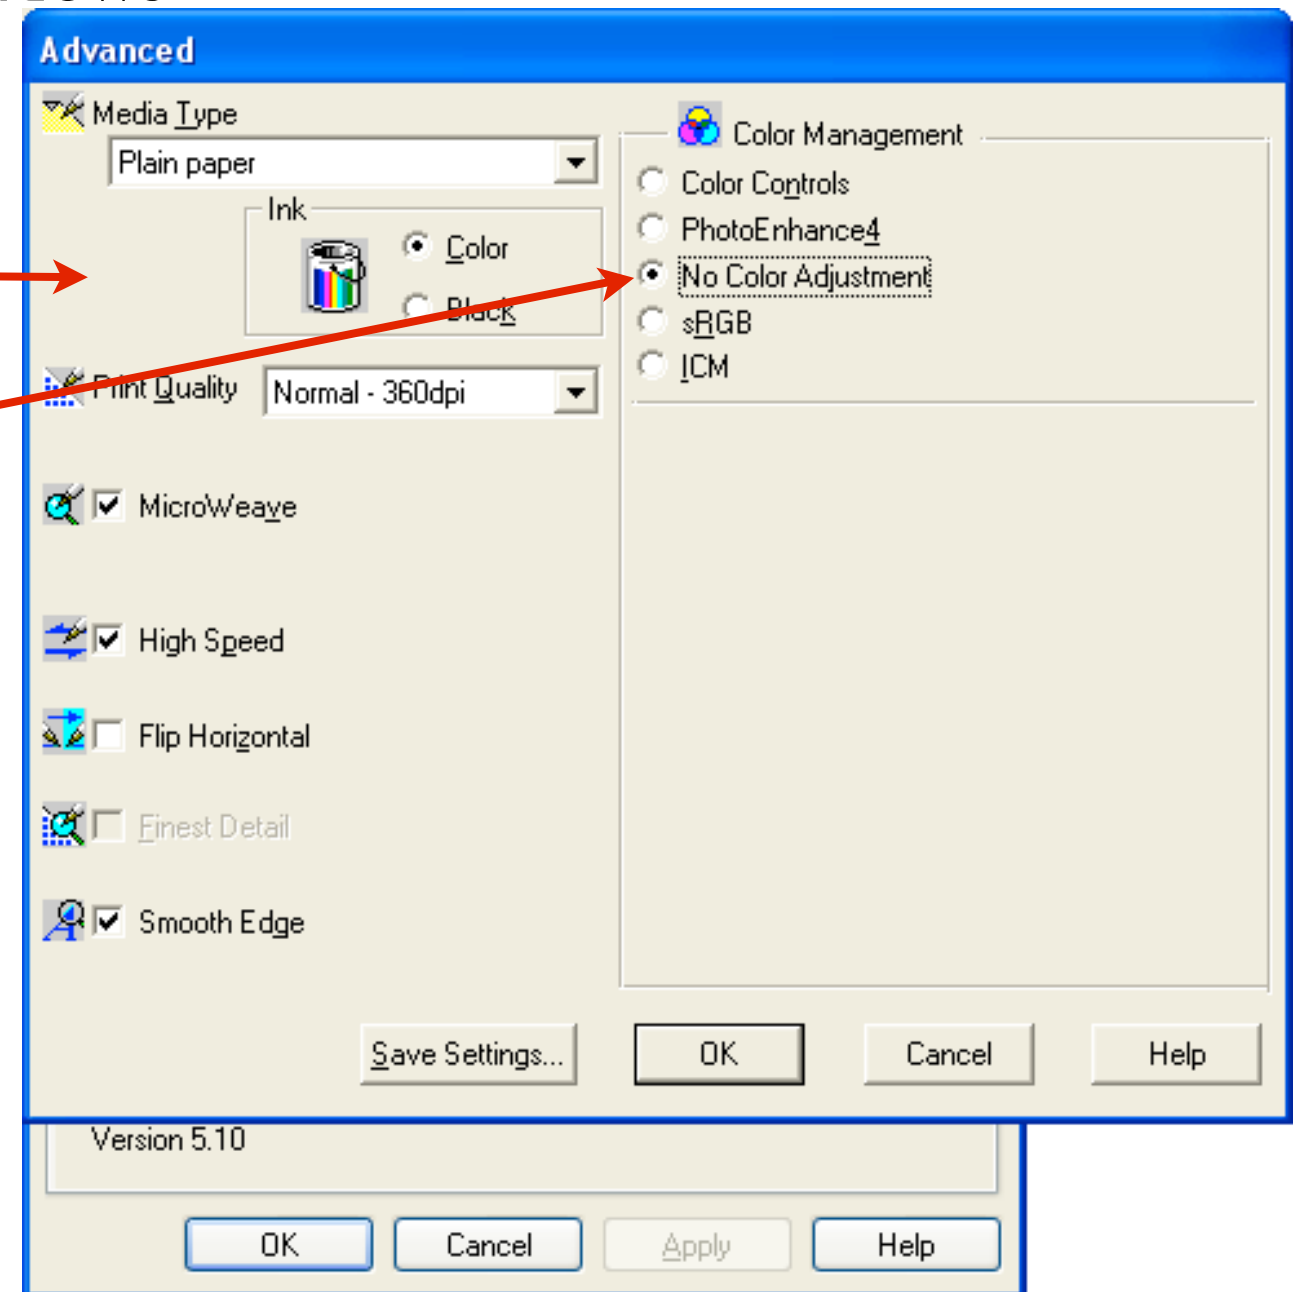 Advanced
Media Type
Plain paper
Ink
Color
Black
Print Quality
Normal - 360dpi
MicroWeave
High Speed
Flip Horizontal
Finest Detail
Smooth Edge
Color Management
Color Controls
PhotoEnhance4
No Color Adjustment
sRGB
ICM
Save Settings...
OK
Cancel
Help
Version 5.10
OK
Cancel
Apply
Help